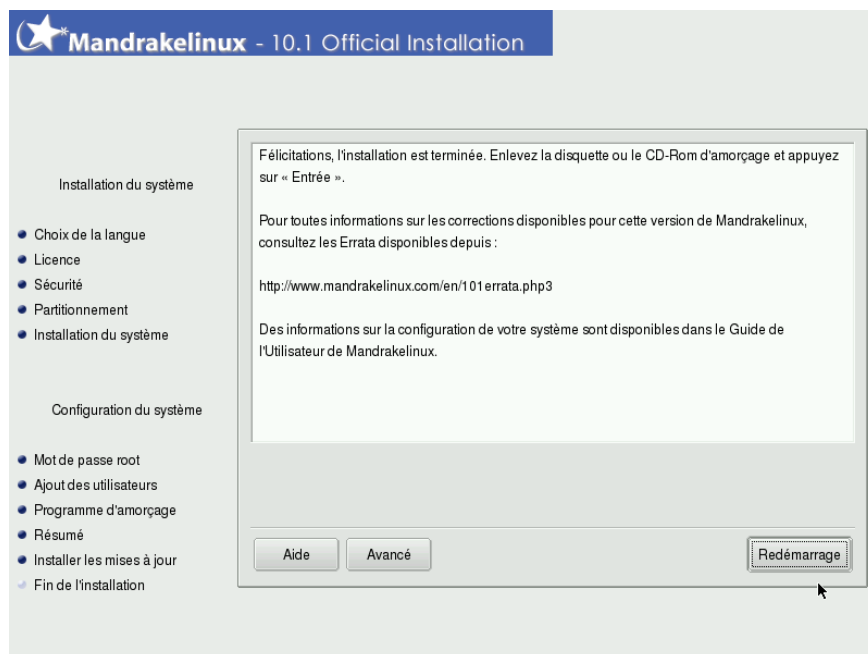 Mandrakelinux - 10.1 Official Installation
Installation du système
Choix de la langue
Licence
Sécurité
Partitionnement
Installation du système
Configuration du système
Mot de passe root
Ajout des utilisateurs
Programme d'amorçage
Résumé
Installer les mises à jour
Fin de l'installation
Félicitations, l'installation est terminée. Enlevez la disquette ou le CD-Rom d'amorçage et appuyez
sur « Entrée ».
Pour toutes informations sur les corrections disponibles pour cette version de Mandrakelinux,
consultez les Errata disponibles depuis :
http://www.mandrakelinux.com/en/101errata.php3
Des informations sur la configuration de votre système sont disponibles dans le Guide de
l'Utilisateur de Mandrakelinux.
Aide
Avancé
Redémarrage